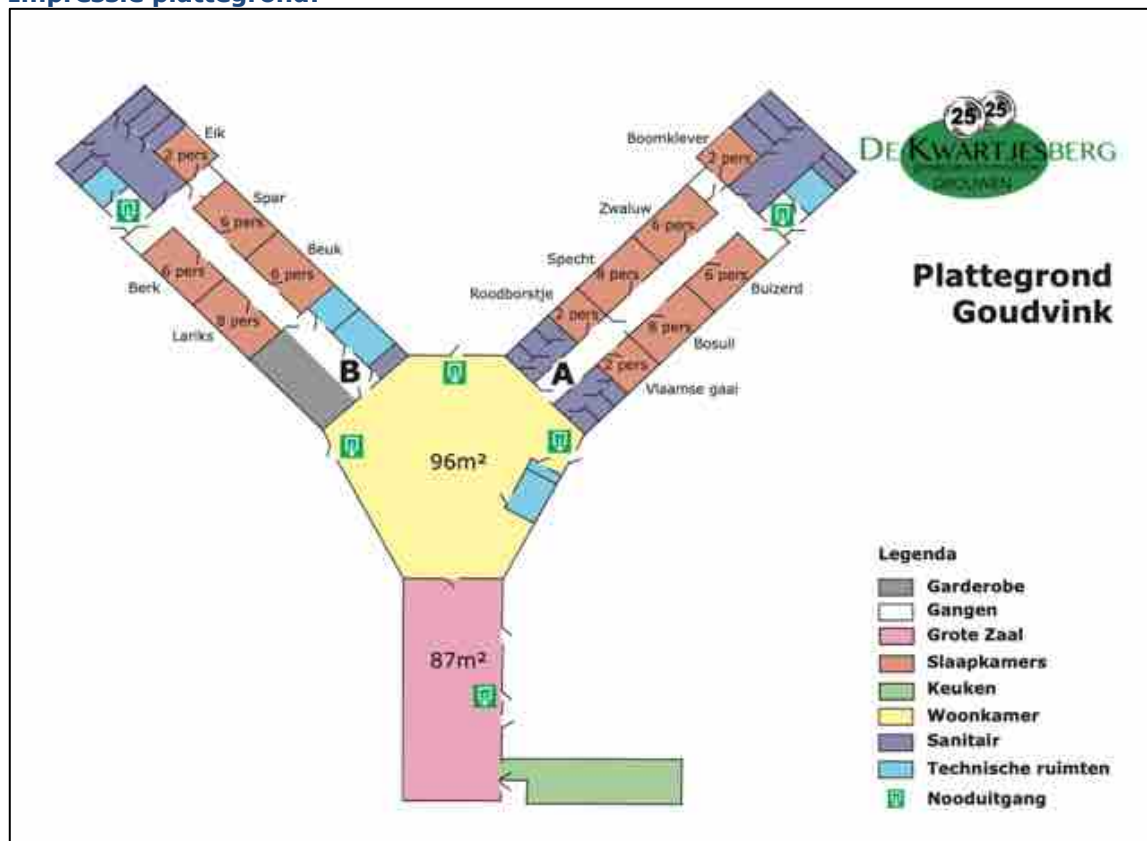 Impressie plattegrond:
25 25
DE KWARTJESBERG
Plattegrond
Goudvink
Eik
2 pers
Spar
6 pers
Beuk
6 pers
6 pers
Berk
8 pers
Lariks
B
Boomklever
2 pers
Zwaluw
6 pers
Specht
8 pers
Roodborstje
2 pers
6 pers
Buizerd
8 pers
Bosuil
2 pers
Vlaamse gaai
A
96m²
87m²
Legenda
Garderobe
Gangen
Grote Zaal
Slaapkamers
Keuken
Woonkamer
Sanitair
Technische ruimten
Nooduitgang